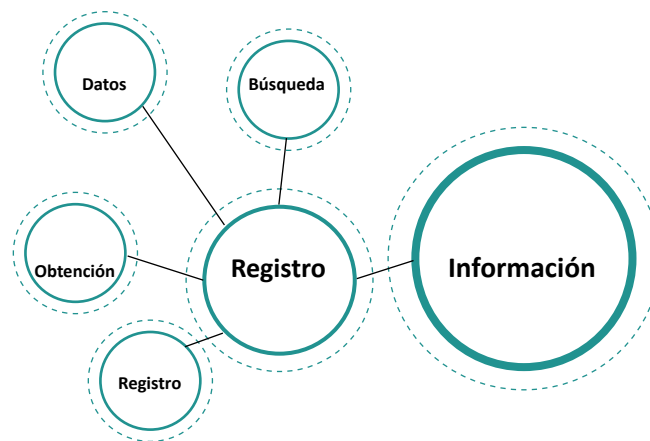 Datos
Búsqueda
Obtención
Registro
Información
Registro